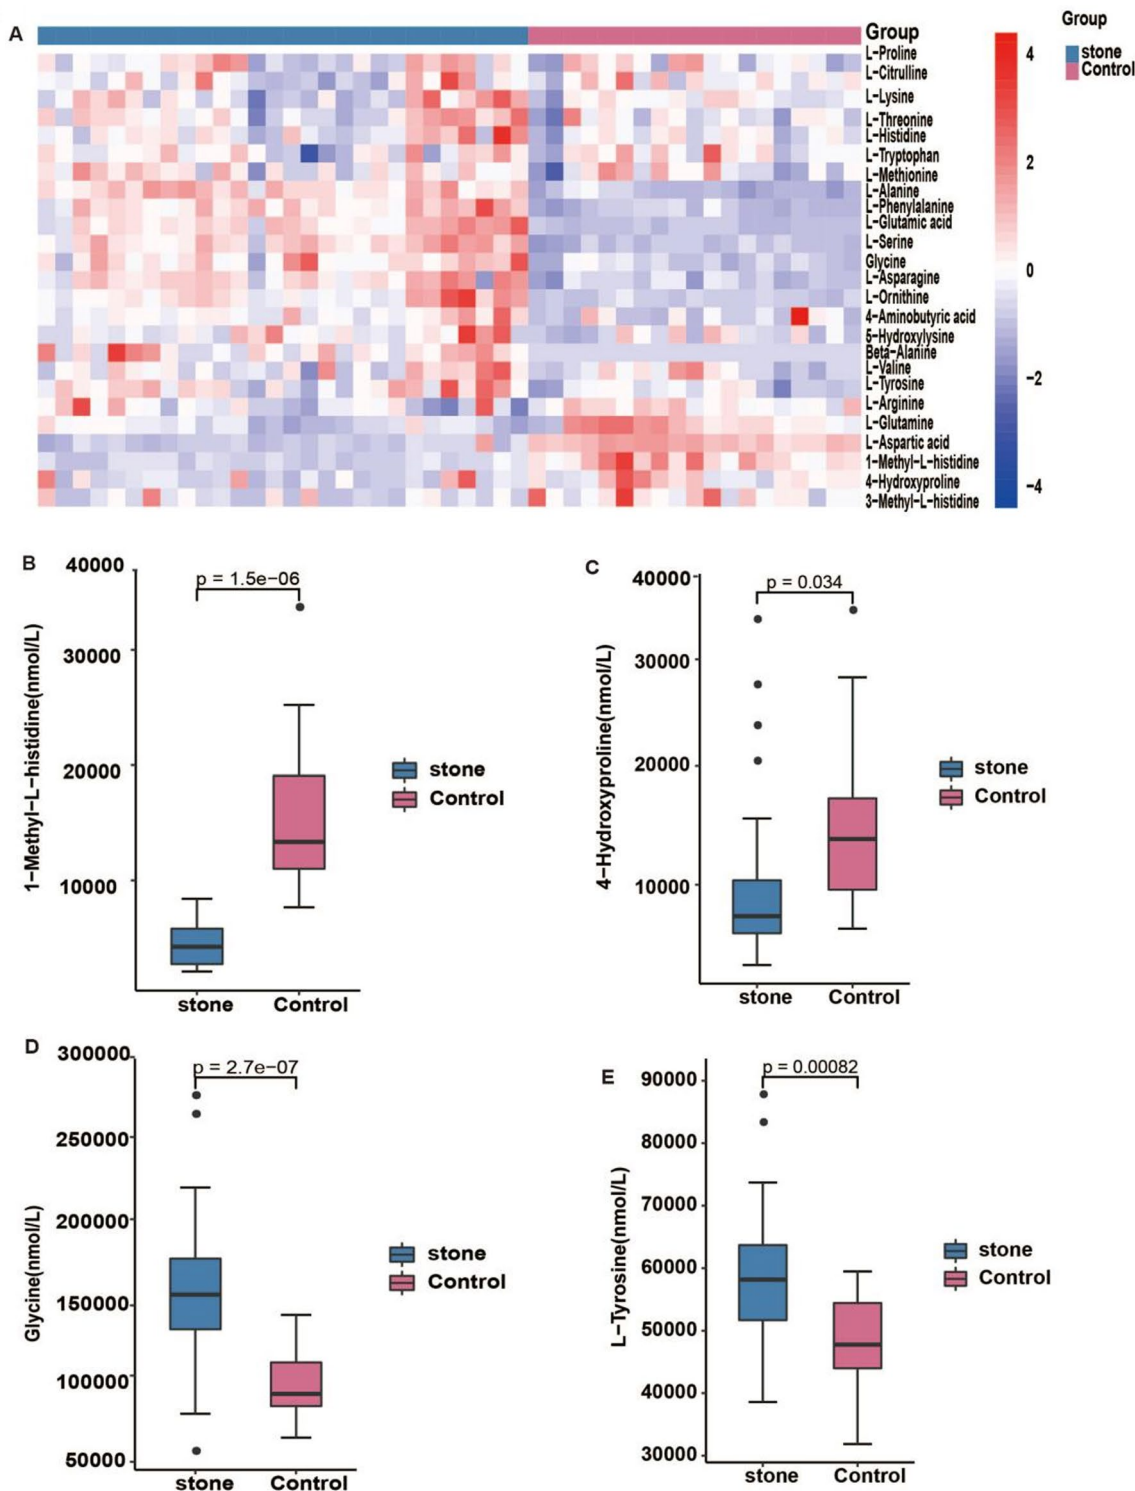 A
Group
Group
stone
Control
L-Proline
L-Citrulline
L-Lysine
L-Threonine
L-Histidine
L-Tryptophan
L-Methionine
L-Alanine
L-Phenylalanine
L-Glutamic acid
L-Serine
Glycine
L-Asparagine
L-Ornithine
4-Aminobutyric acid
5-Hydroxylysine
Beta-Alanine
L-Valine
L-Tyrosine
L-Arginine
L-Glutamine
L-Aspartic acid
1-Methyl-L-histidine
4-Hydroxyproline
3-Methyl-L-histidine
4
2
0
-2
-4
B
1-Methyl-L-histidine(nmol/L)
40000
30000
20000
10000
p = 1.5e-06
stone
Control
stone
Control
C
4-Hydroxyproline(nmol/L)
40000
30000
20000
10000
p = 0.034
stone
Control
stone
Control
D
Glycine(nmol/L)
300000
250000
200000
150000
100000
50000
p = 2.7e-07
stone
Control
stone
Control
E
L-Tyrosine(nmol/L)
90000
80000
70000
60000
50000
40000
30000
p = 0.00082
stone
Control
stone
Control